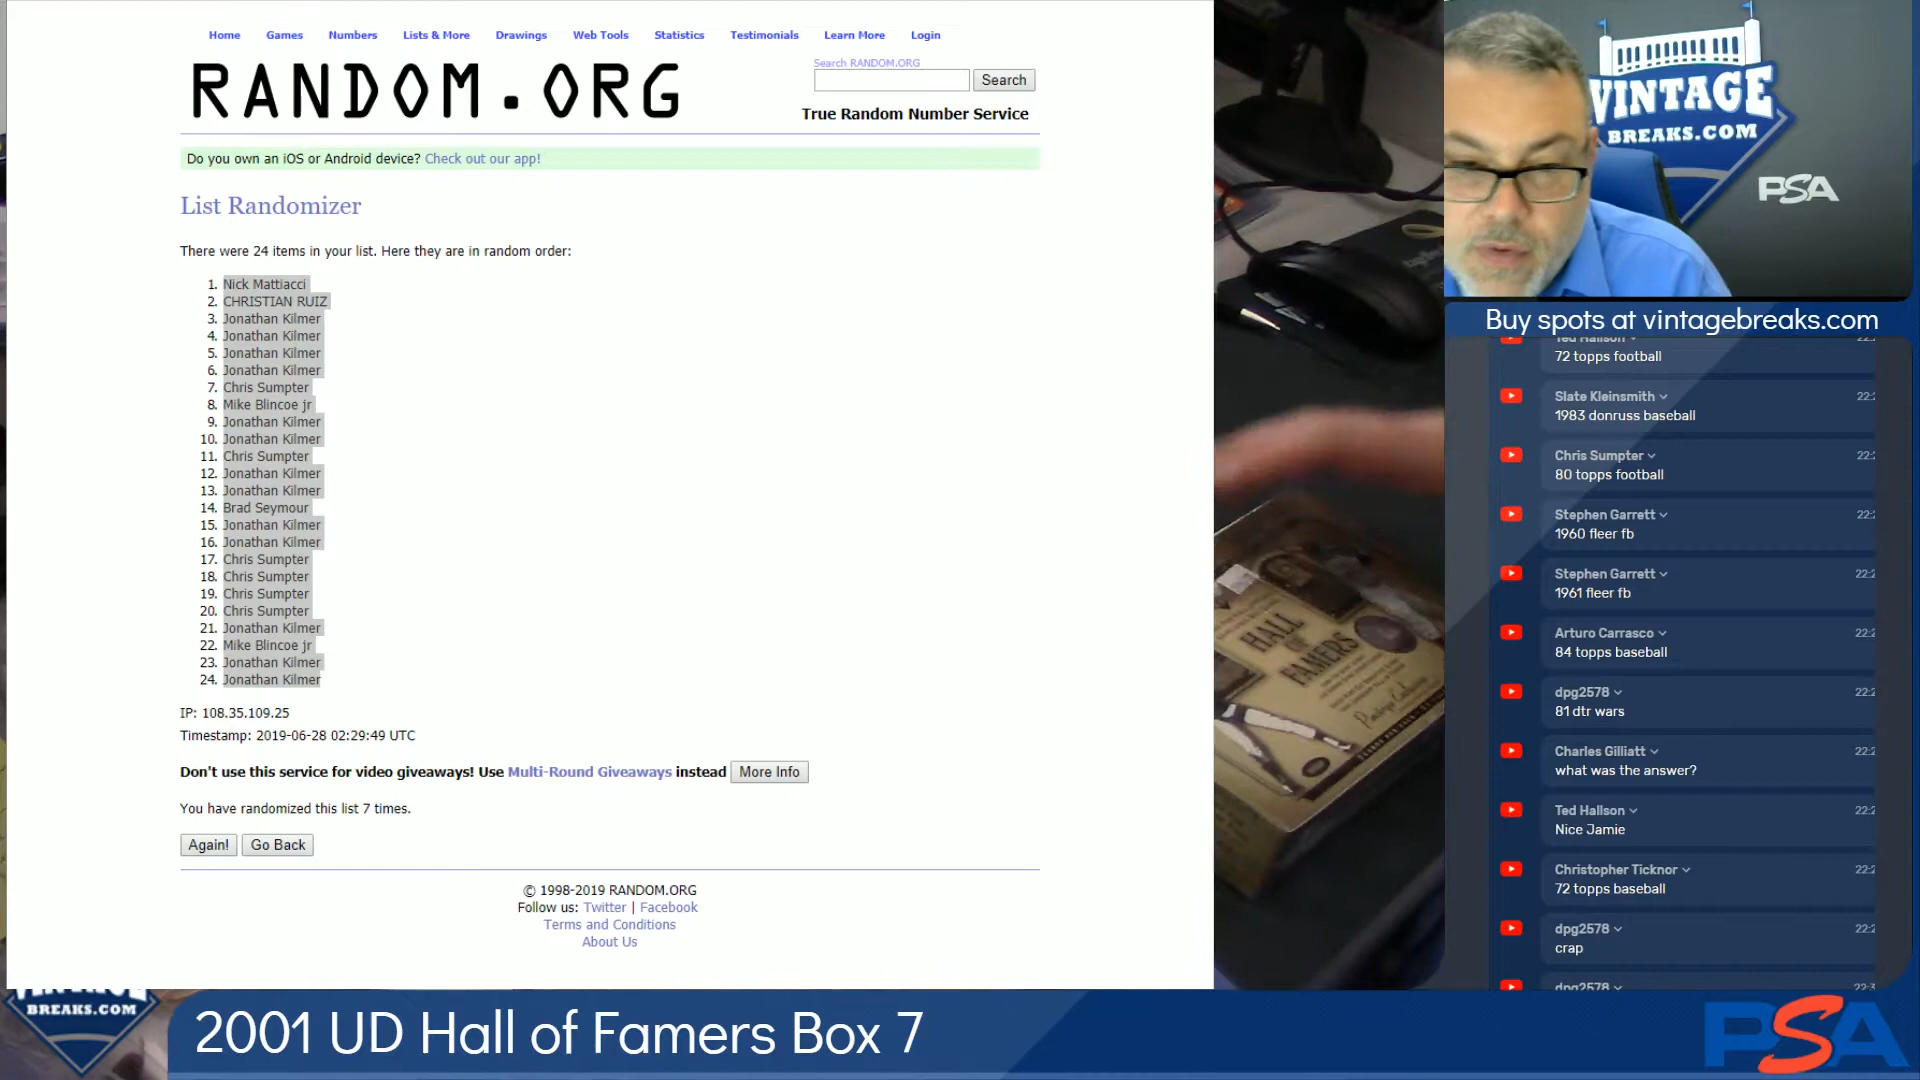 Home Games Numbers Lists & More Drawings Web Tools Statistics Testimonials Learn More Login
RANDOM.ORG
Search RANDOM.ORG
Search
True Random Number Service
Do you own an iOS or Android device? Check out our app!
List Randomizer
There were 24 items in your list. Here they are in random order:
1. Nick Mattiacci
2. CHRISTIAN RUIZ
3. Jonathan Kilmer
4. Jonathan Kilmer
5. Jonathan Kilmer
6. Jonathan Kilmer
7. Chris Sumpter
8. Mike Blincoe jr
9. Jonathan Kilmer
10. Jonathan Kilmer
11. Chris Sumpter
12. Jonathan Kilmer
13. Jonathan Kilmer
14. Brad Seymour
15. Jonathan Kilmer
16. Jonathan Kilmer
17. Chris Sumpter
18. Chris Sumpter
19. Chris Sumpter
20. Chris Sumpter
21. Jonathan Kilmer
22. Mike Blincoe jr
23. Jonathan Kilmer
24. Jonathan Kilmer
IP: 108.35.109.25
Timestamp: 2019-06-28 02:29:49 UTC
Don't use this service for video giveaways! Use Multi-Round Giveaways instead More Info
You have randomized this list 7 times.
Again! Go Back
© 1998-2019 RANDOM.ORG
Follow us: Twitter | Facebook
Terms and Conditions
About Us
HALL
OF
FAMERS
VINTAGE
BREAKS.COM
PSA
Buy spots at vintagebreaks.com
Ted Hallson
72 topps football
Slate Kleinsmith
1983 donruss baseball
Chris Sumpter
80 topps football
Stephen Garrett
1960 fleer fb
Stephen Garrett
1961 fleer fb
Arturo Carrasco
84 topps baseball
dpg2578
81 dtr wars
Charles Gilliatt
what was the answer?
Ted Hallson
Nice Jamie
Christopher Ticknor
72 topps baseball
dpg2578
crap
dpg2578
VINTAGE
BREAKS.COM
2001 UD Hall of Famers Box 7
PSA